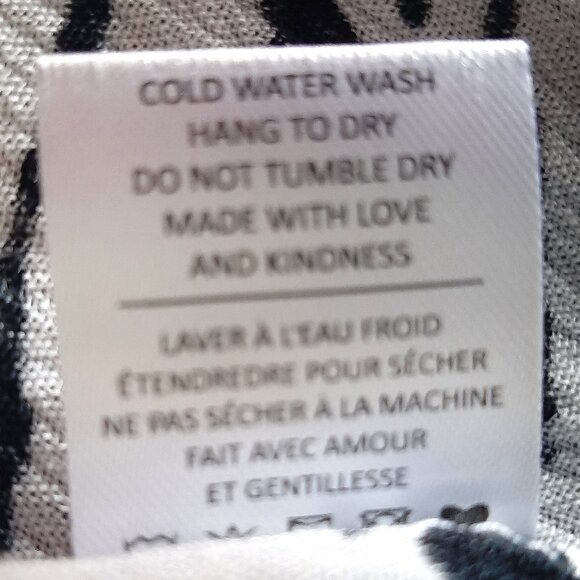 COLD WATER WASH
HANG TO DRY
DO NOT TUMBLE DRY
MADE WITH LOVE
AND KINDNESS
LAVER À L'EAU FROID
ÉTENDREDRE POUR SÉCHER
NE PAS SÉCHER À LA MACHINE
FAIT AVEC AMOUR
ET GENTILLESSE